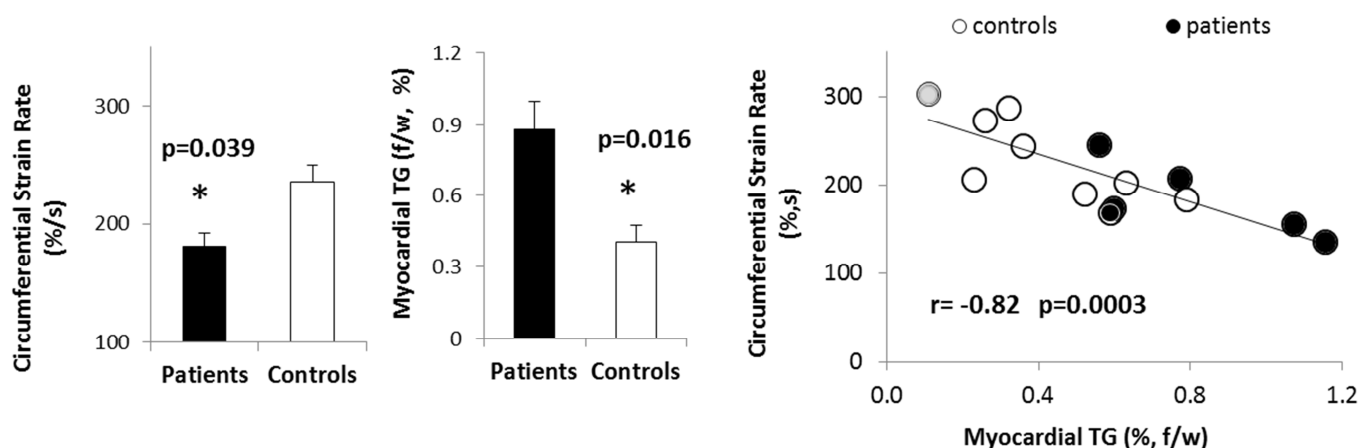 Circumferential Strain Rate
(%/s)
300
200
100
p=0.039
*
Patients Controls
Myocardial TG (f/w, %)
1.2
0.9
0.6
0.3
0
p=0.016
*
Patients Controls
controls patients
Circumferential Strain Rate
(%,s)
300
200
100
0
r= -0.82 p=0.0003
0.0 0.4 0.8 1.2
Myocardial TG (%, f/w)